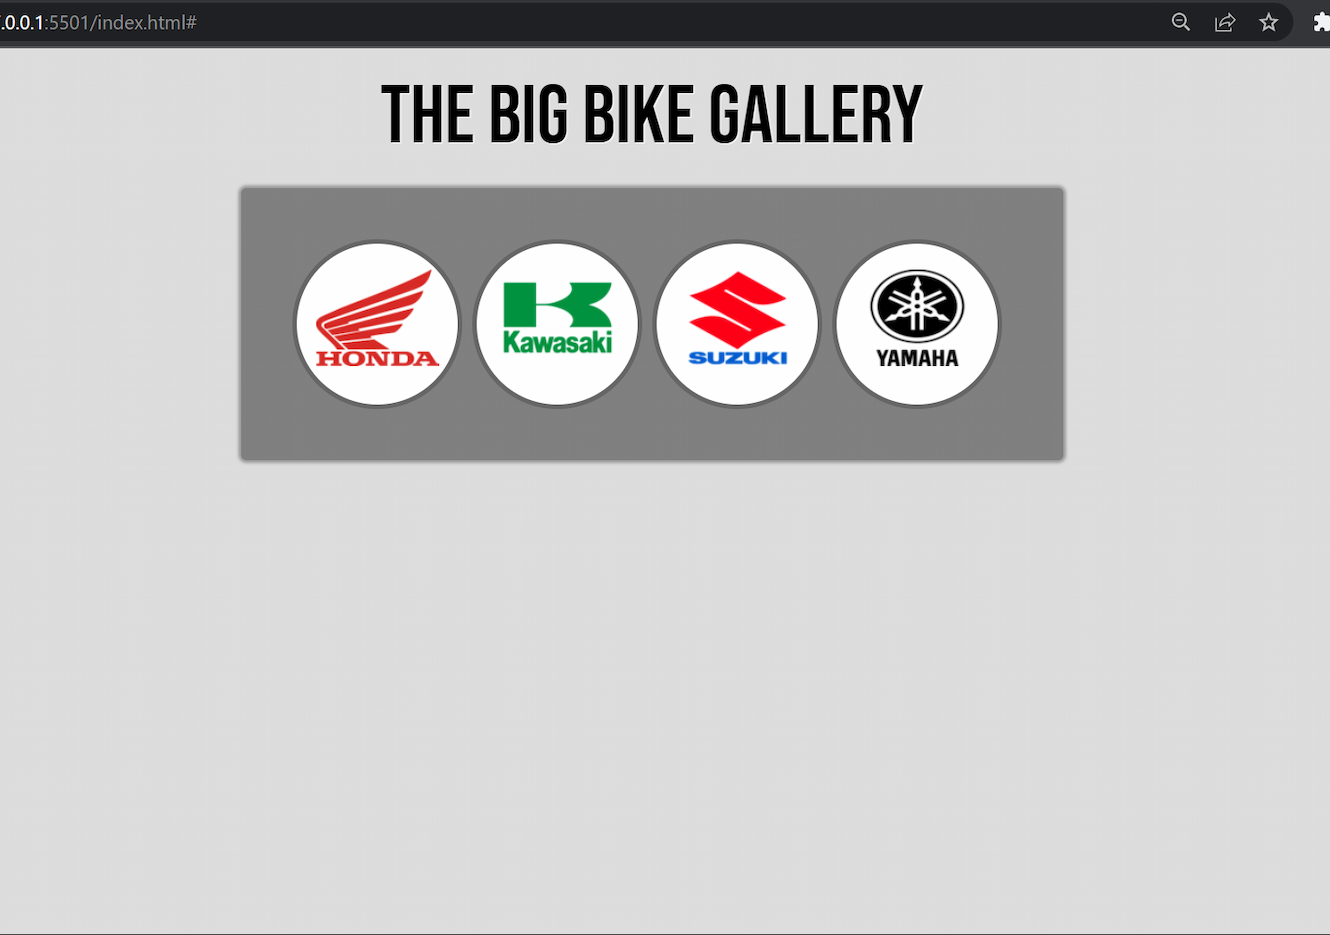 .0.0.1:5501/index.html#
THE BIG BIKE GALLERY
HONDA
Kawasaki
SUZUKI
YAMAHA